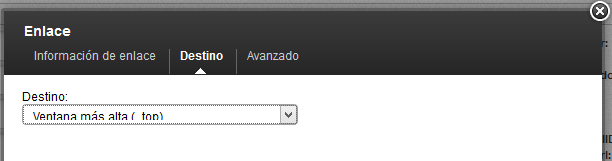 Enlace
Información de enlace Destino Avanzado
Destino:
Ventana más alta (_top)